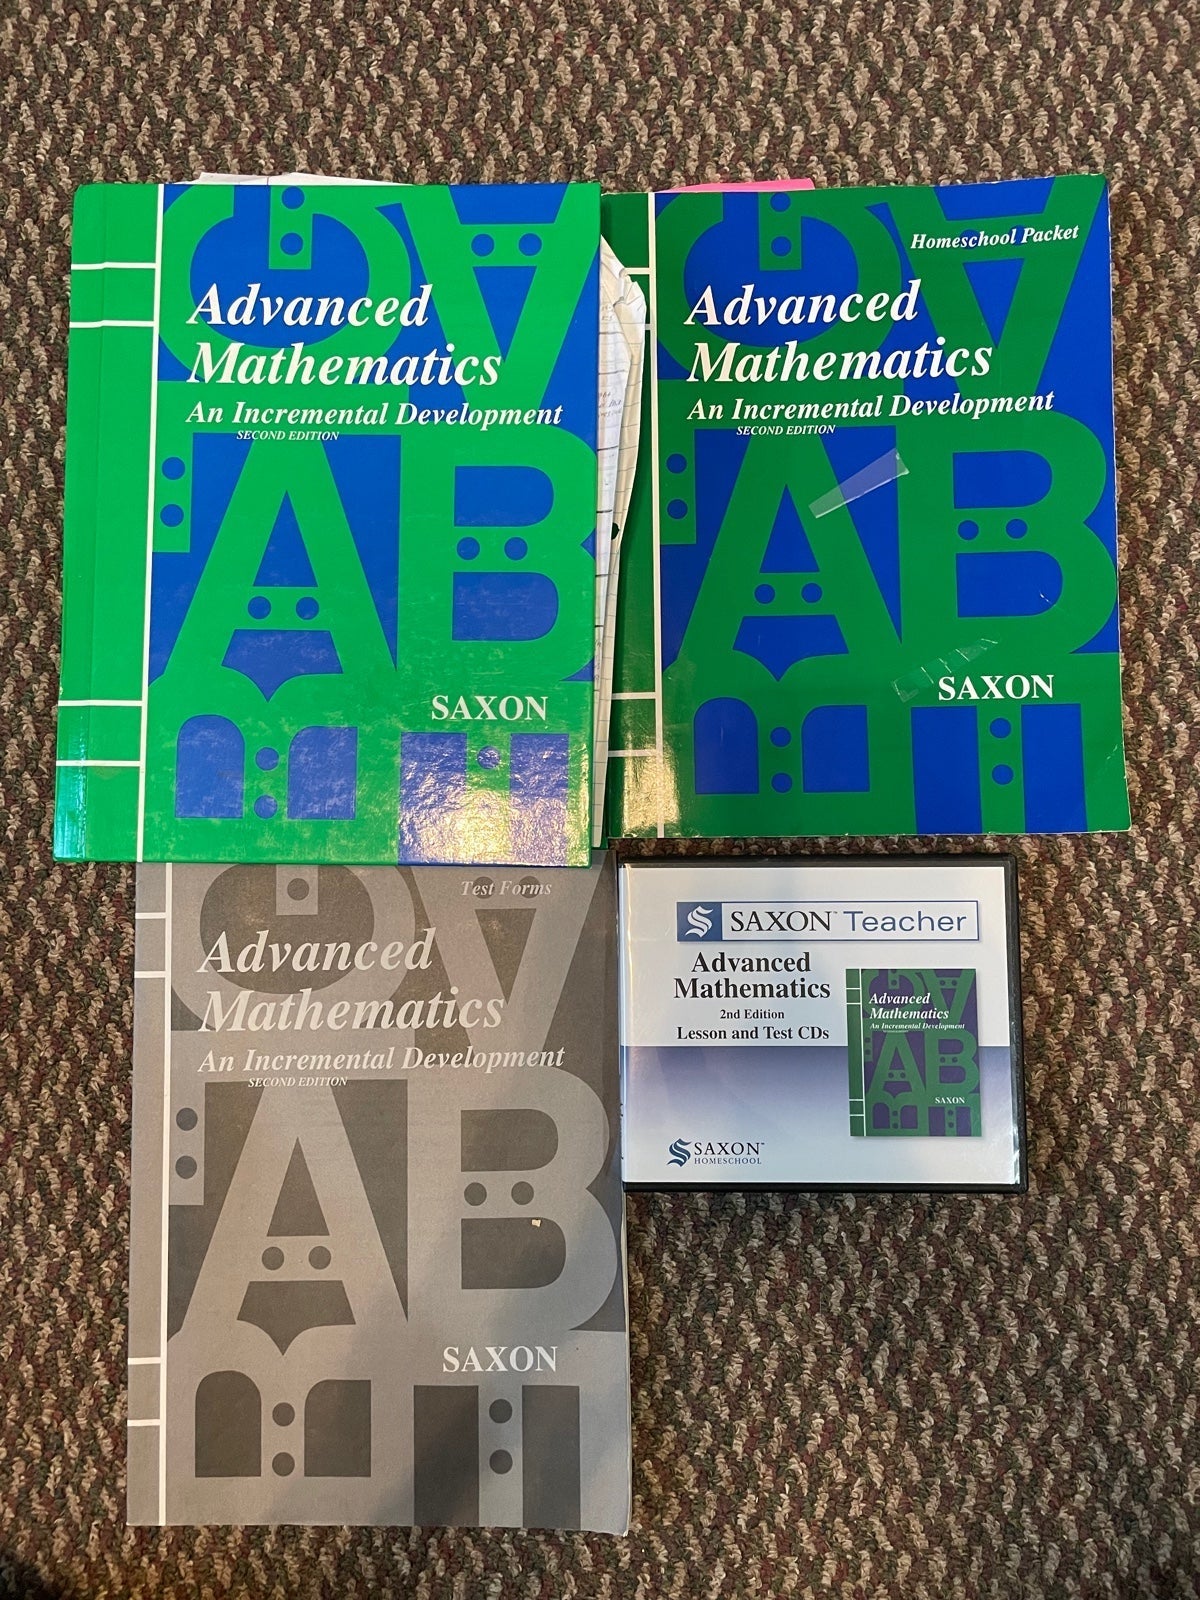 Advanced
Mathematics
An Incremental Development
SECOND EDITION
SAXON
Homeschool Packet
Advanced
Mathematics
An Incremental Development
SECOND EDITION
SAXON
Test Forms
Advanced
Mathematics
An Incremental Development
SECOND EDITION
SAXON
SAXON™ Teacher
Advanced
Mathematics
2nd Edition
Lesson and Test CDs
Advanced
Mathematics
An Incremental Development
SAXON
SAXON™
HOMESCHOOL